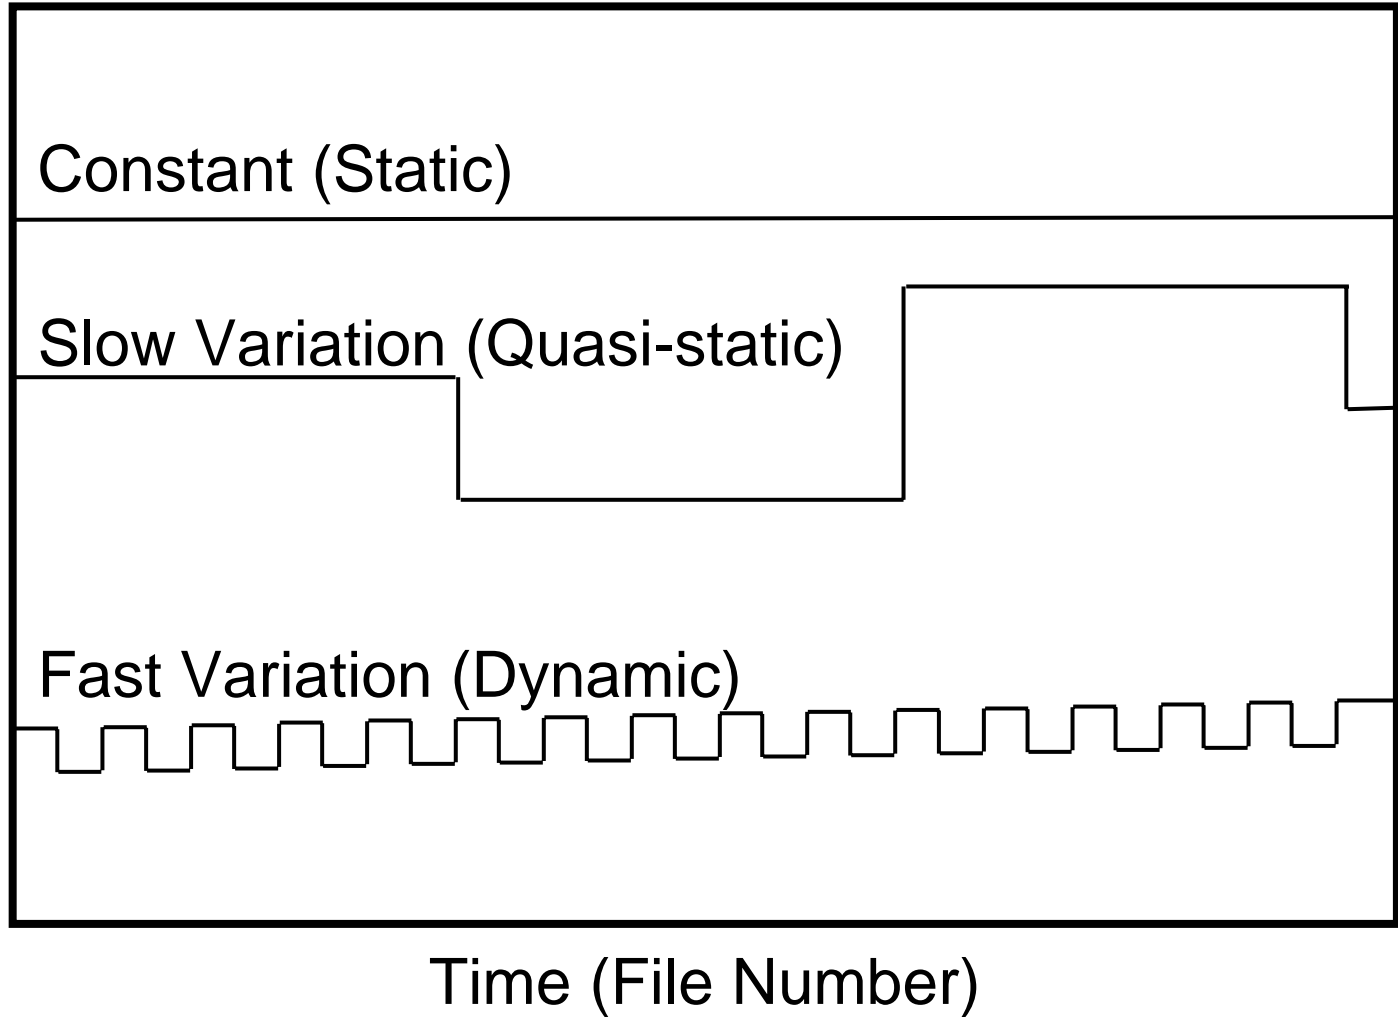 Constant (Static)
Slow Variation (Quasi-static)
Fast Variation (Dynamic)
Time (File Number)